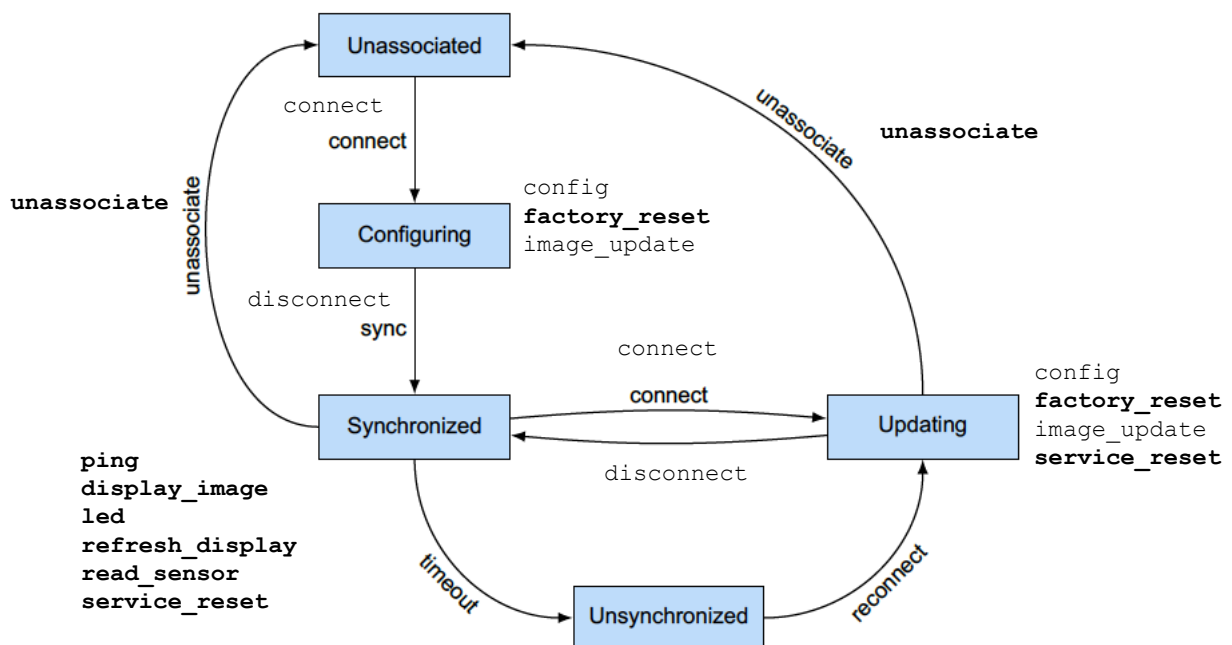 Unassociated
connect
connect
unassociate
unassociate
unassociate
unassociate
config
factory_reset
image_update
Configuring
disconnect
sync
connect
connect
Synchronized
Updating
config
factory_reset
image_update
service_reset
disconnect
ping
display_image
led
refresh_display
read_sensor
service_reset
timeout
reconnect
Unsynchronized